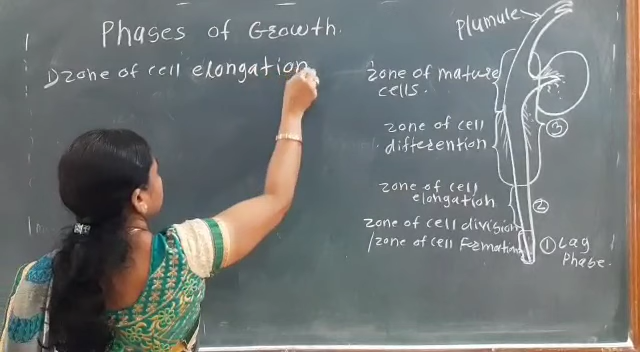 Phases of Growth.
1) zone of cell elongation
Plumule
zone of mature
cells.
zone of cell
differention
③
zone of cell
elongation
②
zone of cell division
/zone of cell Formation
① Lag
Phase.